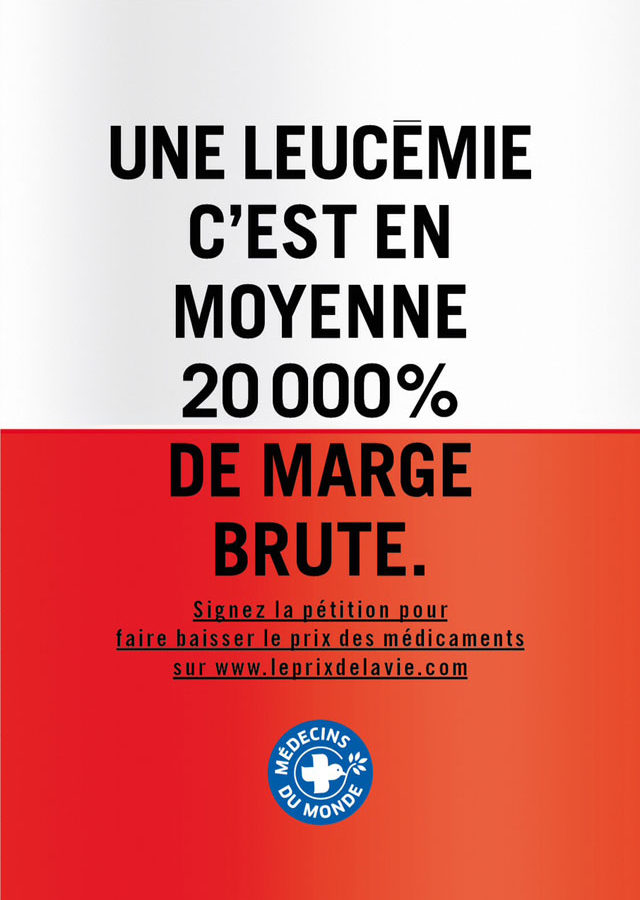 UNE LEUCÉMIE
C'EST EN
MOYENNE
20 000%
DE MARGE
BRUTE.
Signez la pétition pour
faire baisser le prix des médicaments
sur www.leprixdelavie.com
MÉDECINS
DU MONDE